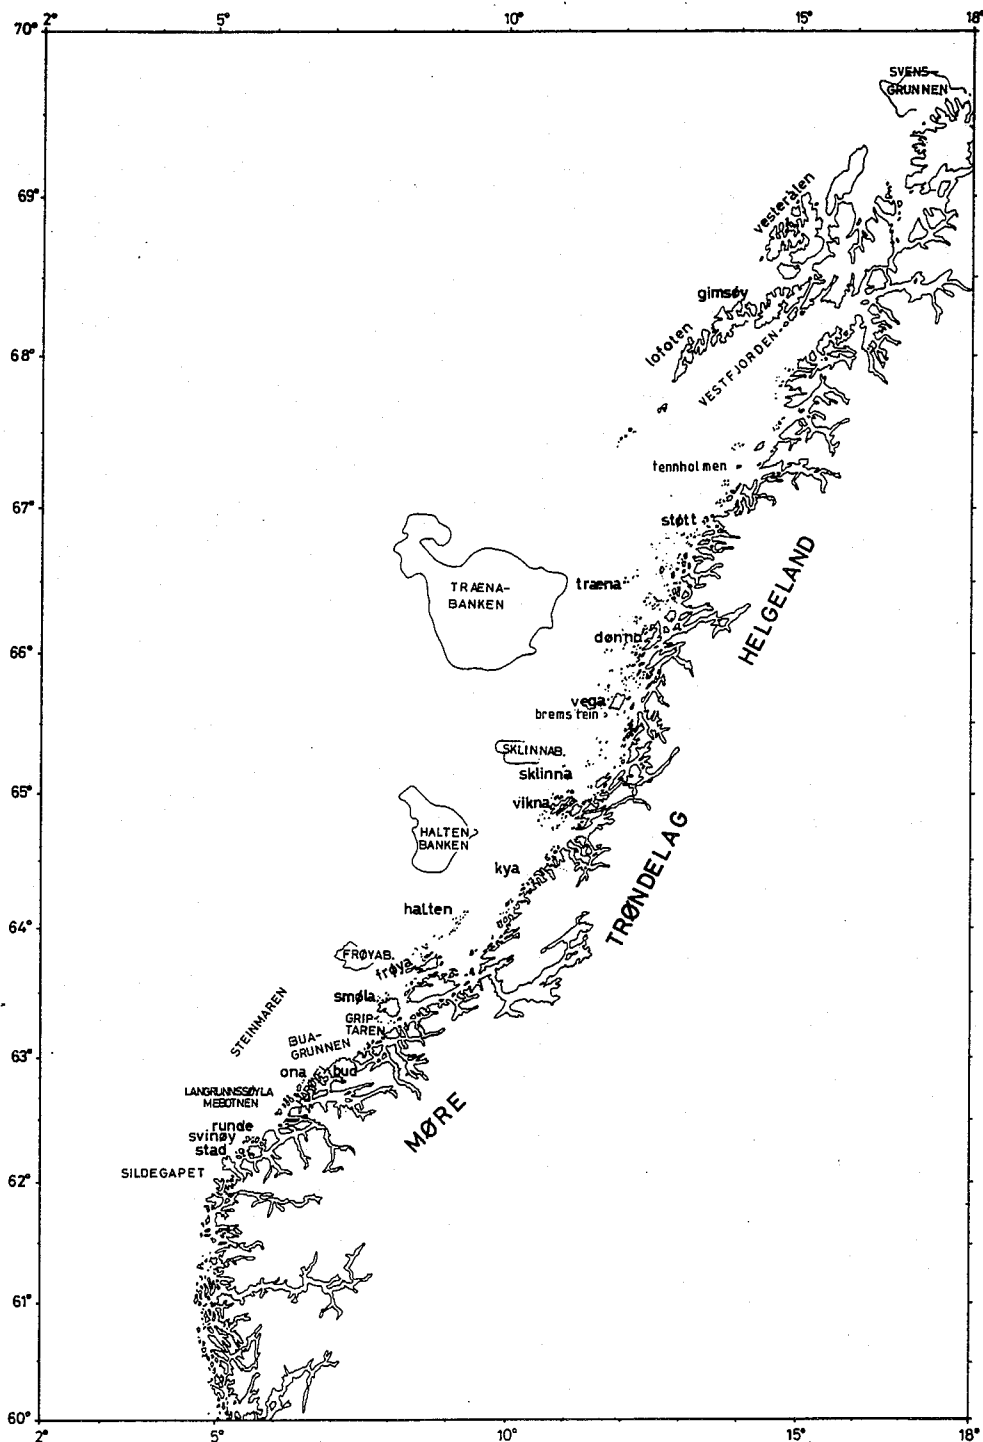 2°
5°
10°
15°
18°
70°
SVENS-
GRUNNEN
69°
vesterålen
gimsøy
lofoten
68°
VESTFJORDEN
tennholmen
67°
støtt
HELGELAND
TRÆNA-
BANKEN
træna
dønna
66°
vega
bremstein
SKLINNAB.
sklinna
65°
vikna
HALTEN
BANKEN
TRØNDELAG
kya
halten
64°
FRØYAB.
frøya
smøla
STEINMAREN
GRIP-
TAREN
BUA-
GRUNNEN
63°
ona
bud
LANGRUNNSSØYLA
MEBOTNEN
MØRE
runde
svinøy
stad
SILDEGAPET
62°
61°
60°
2°
5°
10°
15°
18°